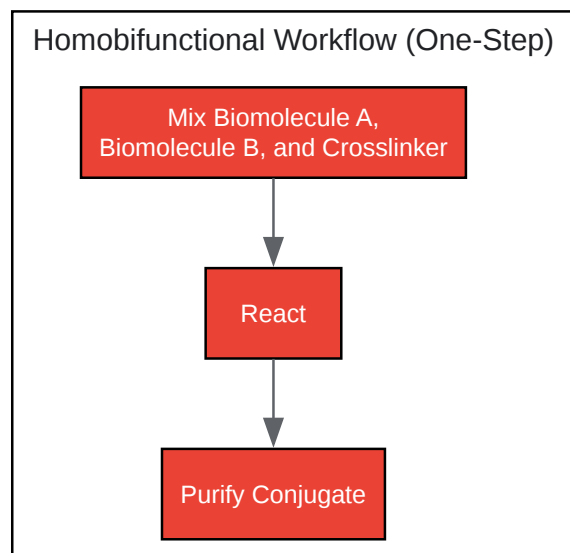 Homobifunctional Workflow (One-Step)
Mix Biomolecule A,
Biomolecule B, and Crosslinker
React
Purify Conjugate